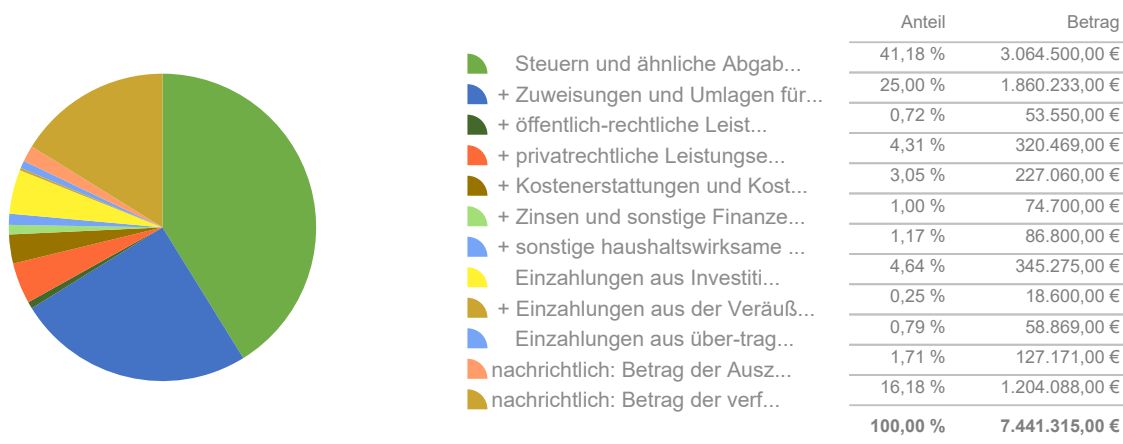 Anteil Betrag
Steuern und ähnliche Abgab... 41,18 % 3.064.500,00 €
+ Zuweisungen und Umlagen für... 25,00 % 1.860.233,00 €
+ öffentlich-rechtliche Leist... 0,72 % 53.550,00 €
+ privatrechtliche Leistungse... 4,31 % 320.469,00 €
+ Kostenerstattungen und Kost... 3,05 % 227.060,00 €
+ Zinsen und sonstige Finanze... 1,00 % 74.700,00 €
+ sonstige haushaltswirksame ... 1,17 % 86.800,00 €
Einzahlungen aus Investiti... 4,64 % 345.275,00 €
+ Einzahlungen aus der Veräuß... 0,25 % 18.600,00 €
Einzahlungen aus über-trag... 0,79 % 58.869,00 €
nachrichtlich: Betrag der Ausz... 1,71 % 127.171,00 €
nachrichtlich: Betrag der verf... 16,18 % 1.204.088,00 €
100,00 % 7.441.315,00 €